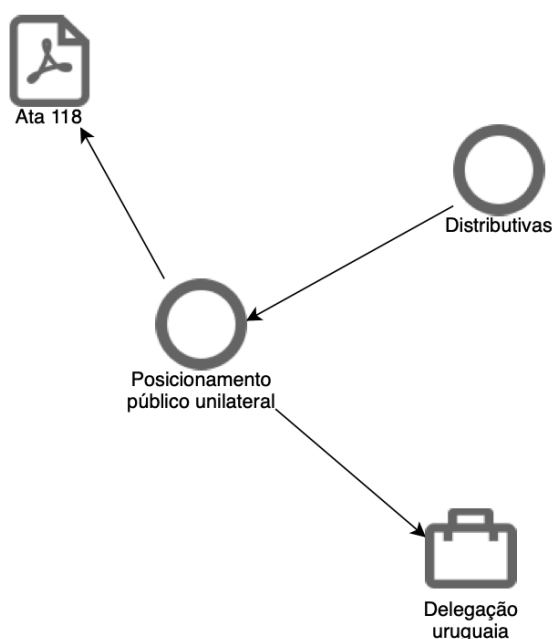 Ata 118
Distributivas
Posicionamento
público unilateral
Delegação
uruguaia